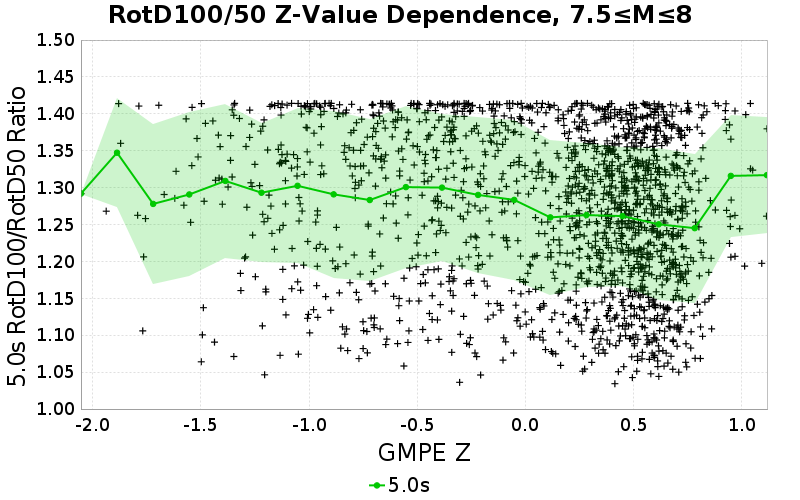 RotD100/50 Z-Value Dependence, 7.5≤M≤8
5.0s RotD100/RotD50 Ratio
1.50
1.45
1.40
1.35
1.30
1.25
1.20
1.15
1.10
1.05
1.00
-2.0 -1.5 -1.0 -0.5 0.0 0.5 1.0
GMPE Z
5.0s